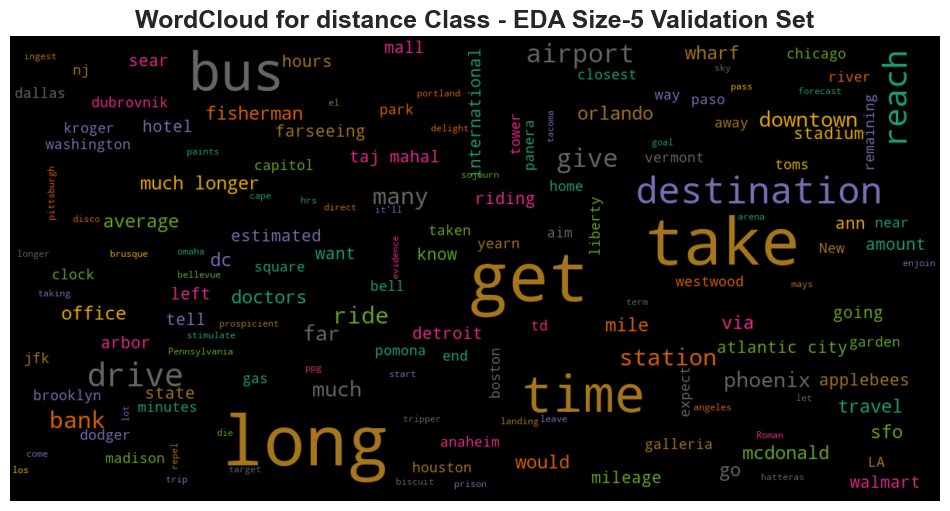 WordCloud for distance Class - EDA Size-5 Validation Set
ingest
nj
sear
bus
hours
mall
airport
wharf
chicago
closest
sky
river
reach
dallas
dubrovnik
fisherman
el
park
portland
international
tower
orlando
way
paso
pass
forecast
downtown
stadium
remaining
kroger
hotel
farseeing
delight
panera
tacoma
away
goal
washington
paints
capitol
taj mahal
sojourn
give
vermont
toms
pittsburgh
much longer
cape
hrs
direct
many
it'll
riding
home
destination
disco
average
estimated
taken
yearn
aim
liberty
take
arena
ann
near
longer
brusque
omaha
dc
want
evidence
know
get
New
amount
clock
bellevue
square
bell
westwood
mays
enjoin
taking
left
doctors
term
office
tell
prospicient
ride
far
detroit
td
mile
via
going
arbor
stimulate
station
atlantic city
garden
jfk
Pennsylvania
pomona
end
drive
gas
ppg
start
boston
time
expect
phoenix
applebees
brooklyn
state
much
let
minutes
lot
bank
long
tripper
landing
leave
angeles
travel
dodger
die
anaheim
galleria
Roman
sfo
come
madison
repel
mcdonald
los
trip
target
houston
would
mileage
go
LA
biscuit
prison
hatteras
walmart